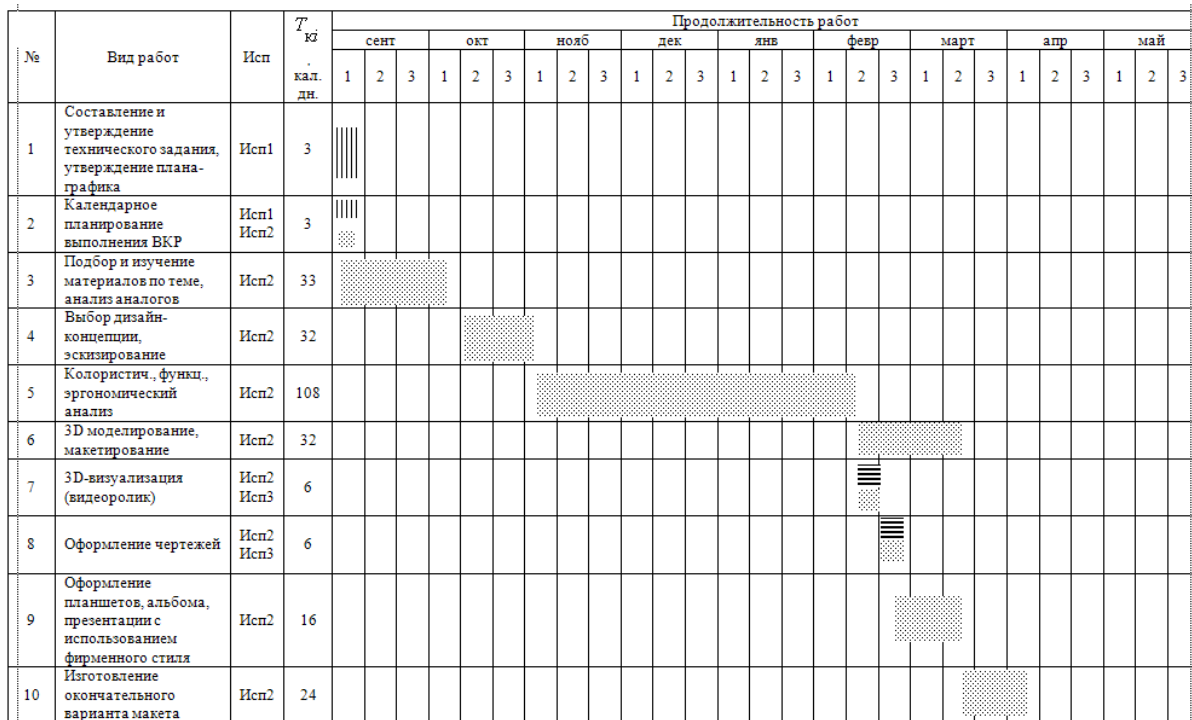 №
Вид работ
Исп
Tкi
,
кал.
дн.
Продолжительность работ
сент окт нояб дек янв февр март апр май
1 2 3 1 2 3 1 2 3 1 2 3 1 2 3 1 2 3 1 2 3 1 2 3 1 2 3
1
Составление и
утверждение
технического задания,
утверждение плана-
графика
Исп1
3
2
Календарное
планирование
выполнения ВКР
Исп1
Исп2
3
3
Подбор и изучение
материалов по теме,
анализ аналогов
Исп2
33
4
Выбор дизайн-
концепции,
эскизирование
Исп2
32
5
Колористич., функц.,
эргономический
анализ
Исп2
108
6
3D моделирование,
макетирование
Исп2
32
7
3D-визуализация
(видеоролик)
Исп2
Исп3
6
8
Оформление чертежей
Исп2
Исп3
6
9
Оформление
планшетов, альбома,
презентации с
использованием
фирменного стиля
Исп2
16
10
Изготовление
окончательного
варианта макета
Исп2
24